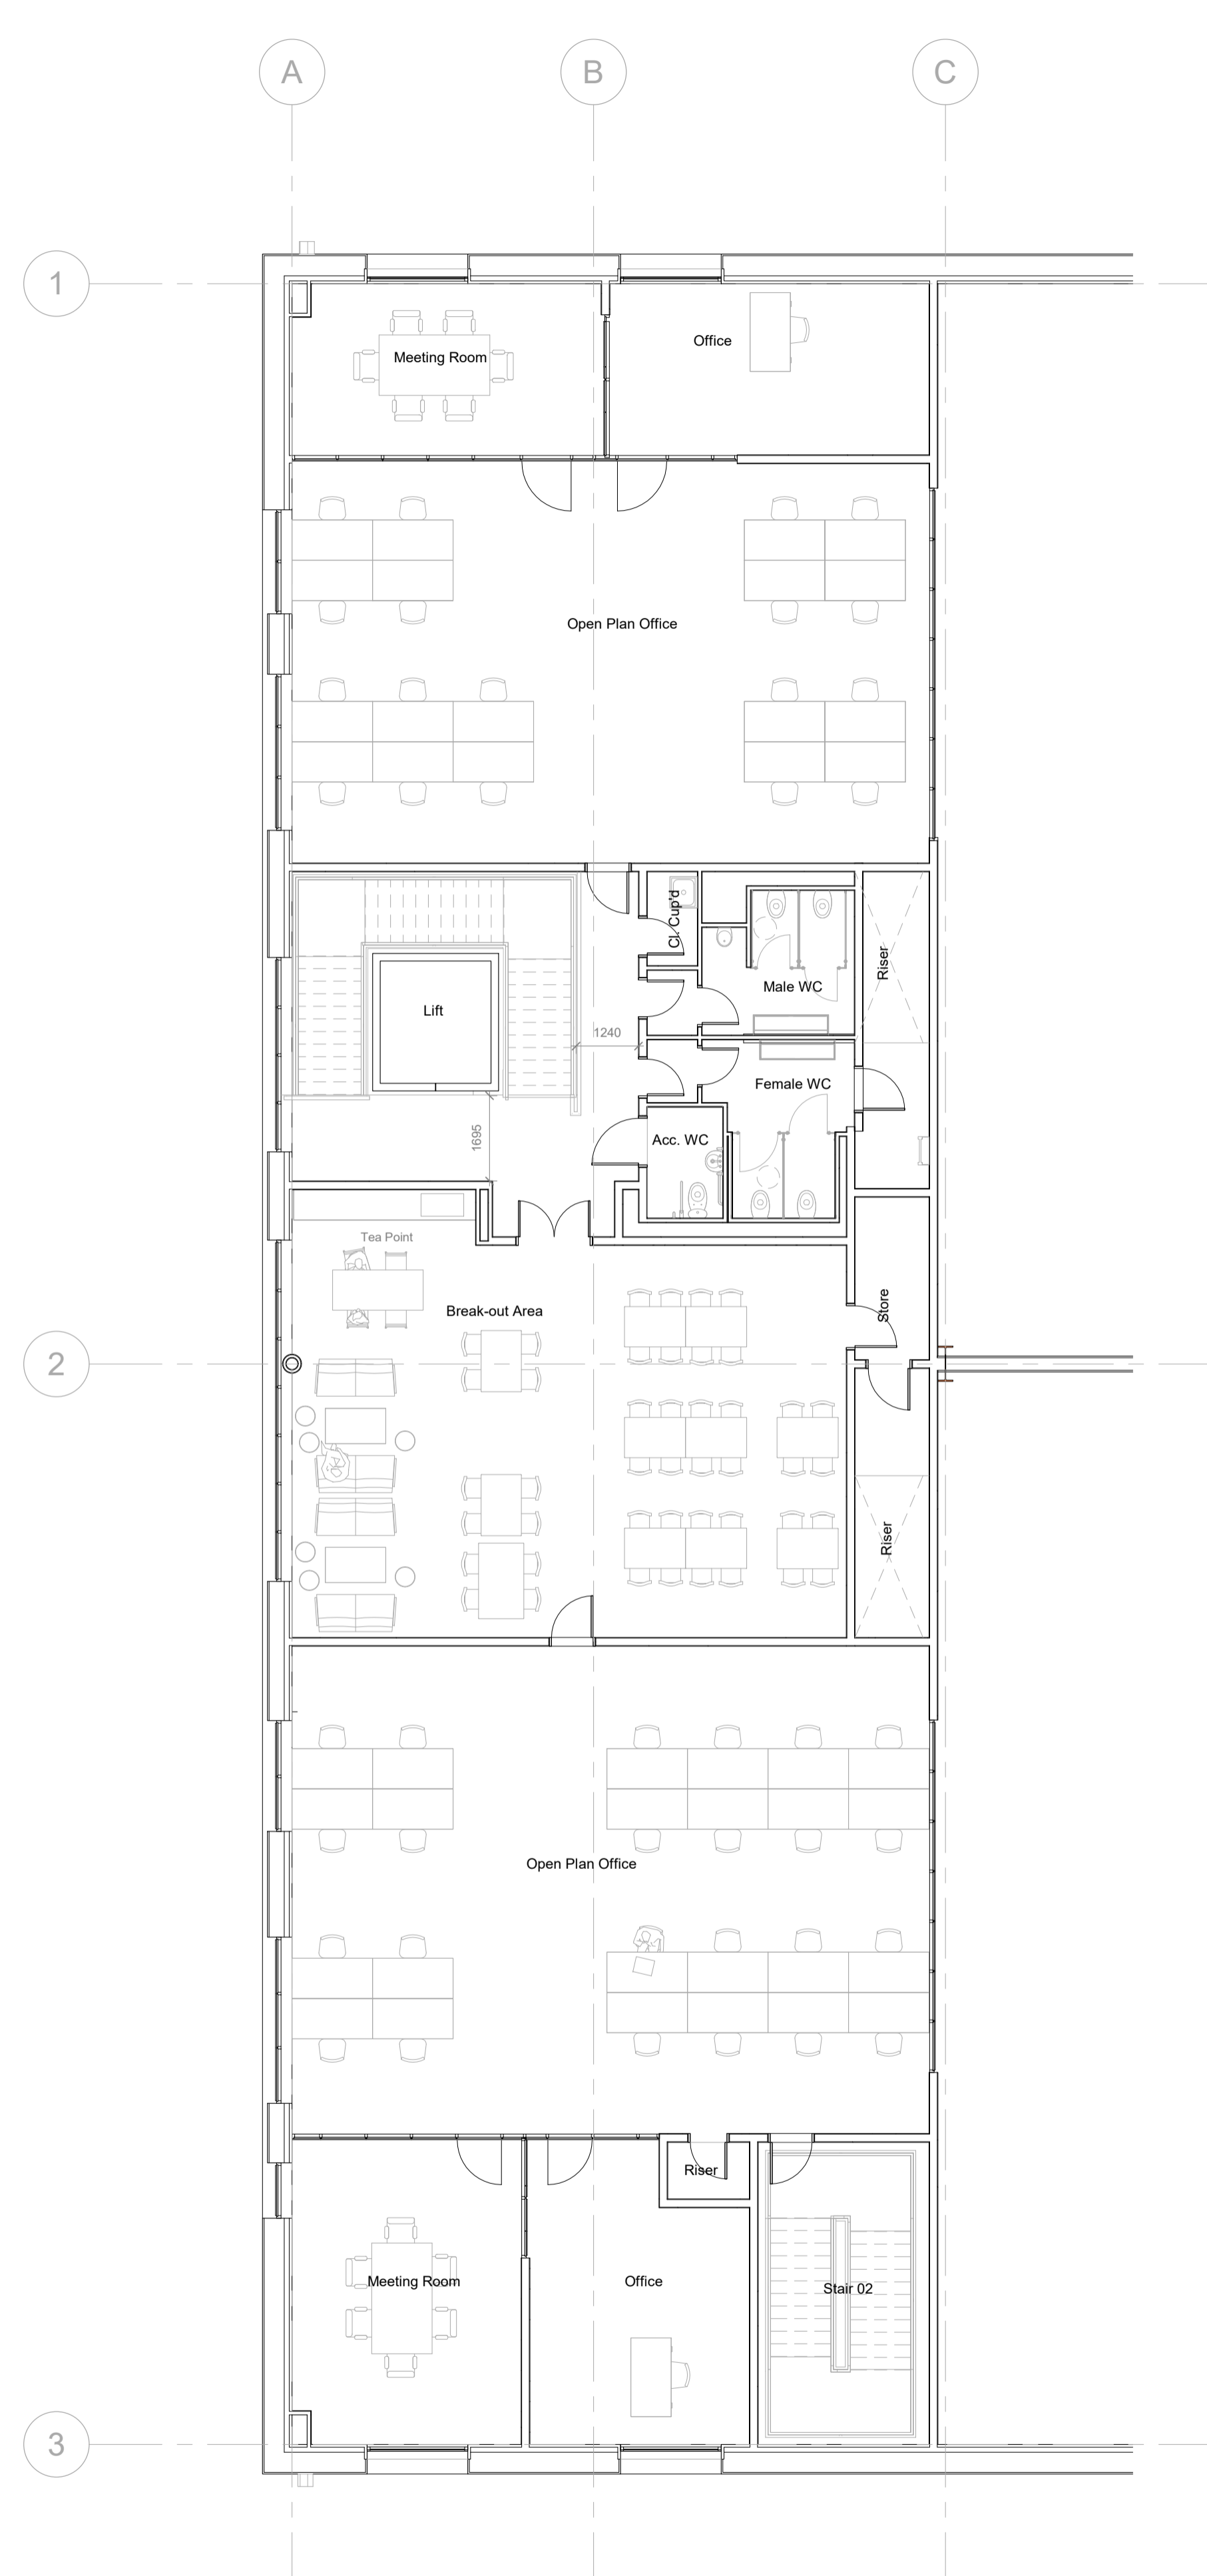 A
B
C
1
Meeting Room
Office
Open Plan Office
Cl. Cup'd
Riser
Male WC
Lift
1240
Female WC
1695
Acc. WC
Tea Point
Break-out Area
Store
2
Riser
Open Plan Office
Riser
Meeting Room
Office
Stair 02
3